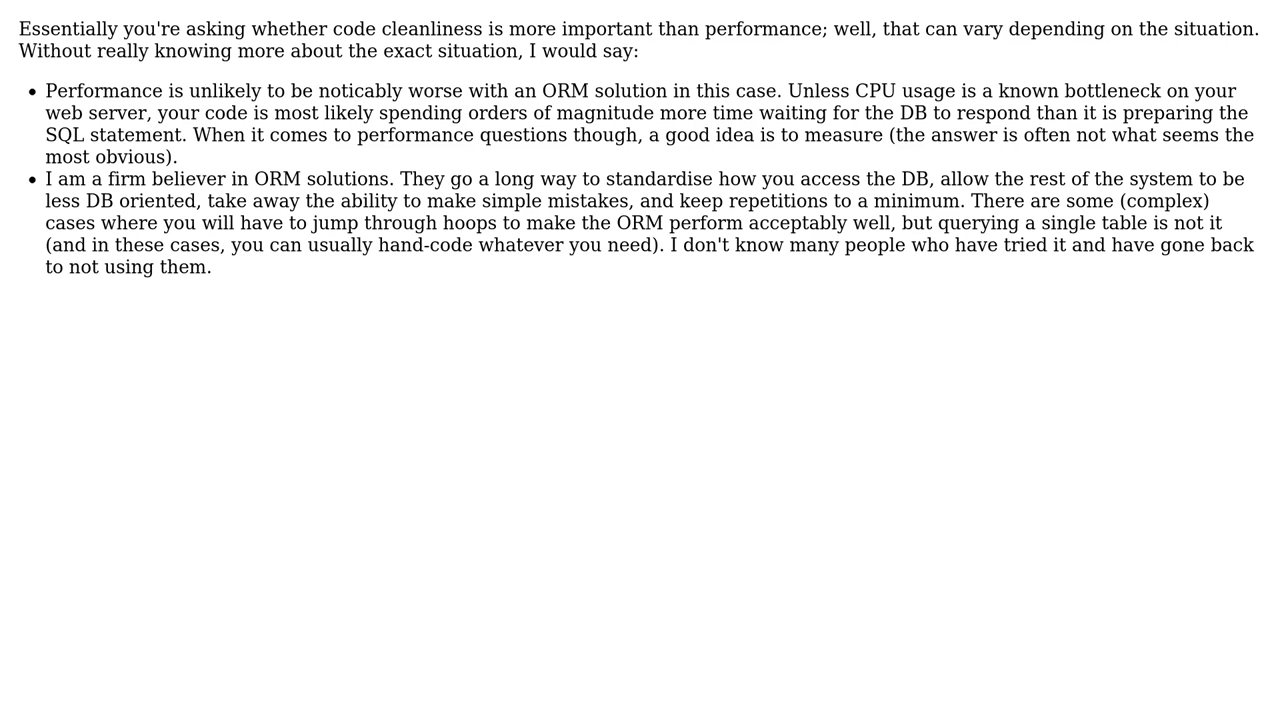 Essentially you're asking whether code cleanliness is more important than performance; well, that can vary depending on the situation.
Without really knowing more about the exact situation, I would say:
• Performance is unlikely to be noticably worse with an ORM solution in this case. Unless CPU usage is a known bottleneck on your
web server, your code is most likely spending orders of magnitude more time waiting for the DB to respond than it is preparing the
SQL statement. When it comes to performance questions though, a good idea is to measure (the answer is often not what seems the
most obvious).
• I am a firm believer in ORM solutions. They go a long way to standardise how you access the DB, allow the rest of the system to be
less DB oriented, take away the ability to make simple mistakes, and keep repetitions to a minimum. There are some (complex)
cases where you will have to jump through hoops to make the ORM perform acceptably well, but querying a single table is not it
(and in these cases, you can usually hand-code whatever you need). I don't know many people who have tried it and have gone back
to not using them.